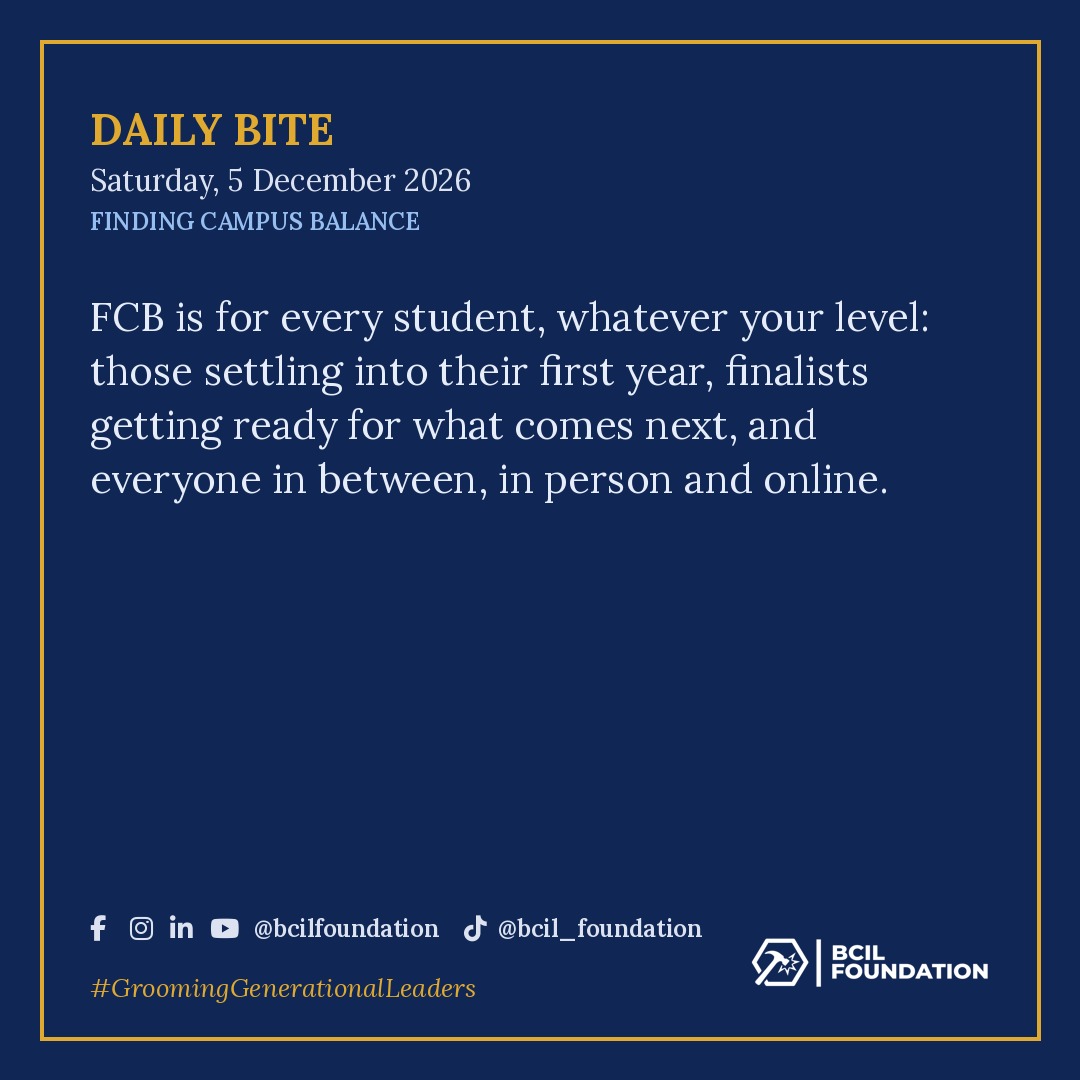 DAILY BITE
Saturday, 5 December 2026
FINDING CAMPUS BALANCE
FCB is for every student, whatever your level:
those settling into their first year, finalists
getting ready for what comes next, and
everyone in between, in person and online.
@bcilfoundation @bcil_foundation
#GroomingGenerationalLeaders
BCIL
FOUNDATION